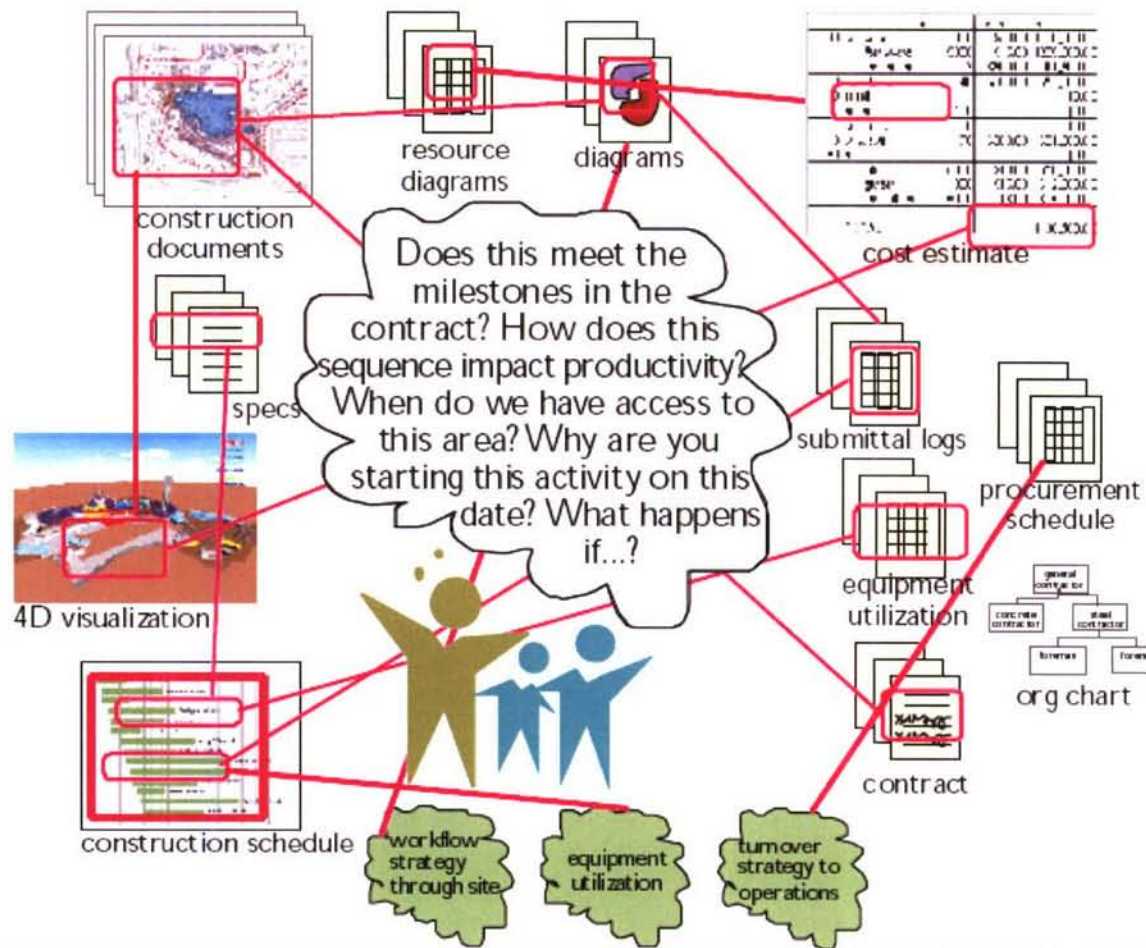 resource
diagrams
diagrams
construction
documents
cost estimate
Does this meet the
milestones in the
contract? How does this
sequence impact productivity?
When do we have access to
this area? Why are you
starting this activity on this
date? What happens
if...?
specs
submittal logs
procurement
schedule
4D visualization
equipment
utilization
general
contractor
concrete
contractor
steel
contractor
foreman
org chart
contract
construction schedule
workflow
strategy
through site
equipment
utilization
turnover
strategy to
operations